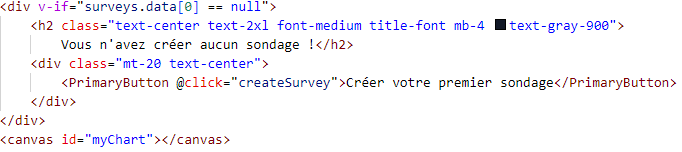 <div v-if="surveys.data[0] == null">
<h2 class="text-center text-2xl font-medium title-font mb-4 text-gray-900">
Vous n'avez créer aucun sondage !</h2>
<div class="mt-20 text-center">
<PrimaryButton @click="createSurvey">Créer votre premier sondage</PrimaryButton>
</div>
</div>
<canvas id="myChart"></canvas>